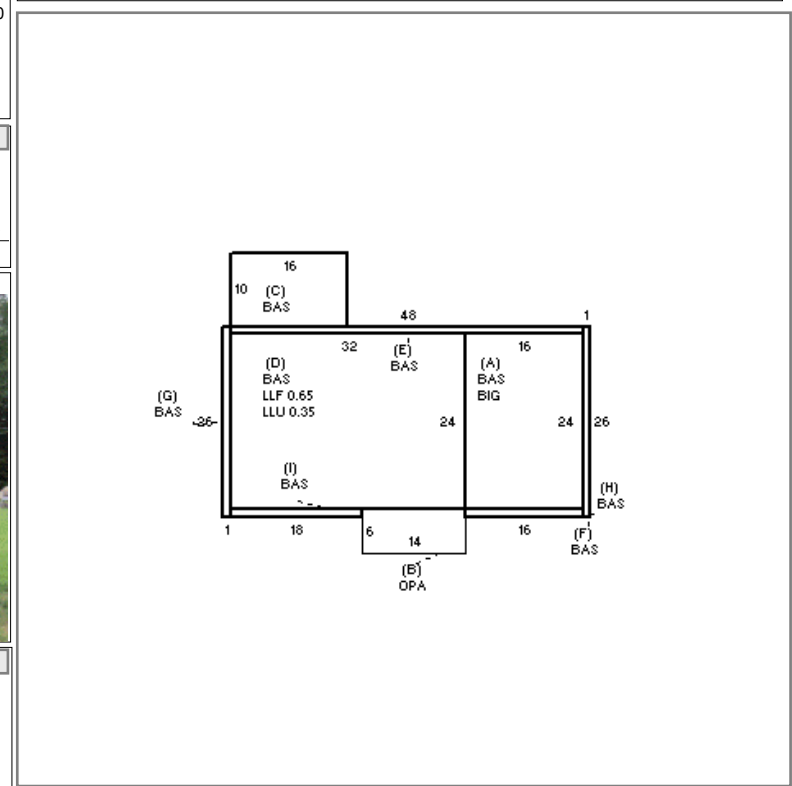 16
10
(C)
BAS
48
1
32
(E)
BAS
16
(D)
BAS
LLF 0.65
LLU 0.35
(A)
BAS
BIG
(G)
BAS
26
24
24
26
(I)
BAS
(H)
BAS
1
18
6
14
16
(F)
BAS
(B)
OPA